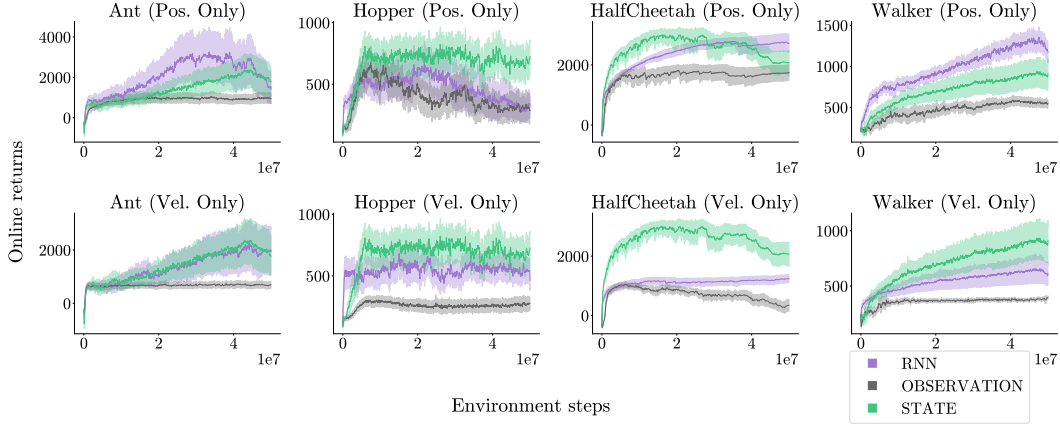 Ant (Pos. Only)
Hopper (Pos. Only)
HalfCheetah (Pos. Only)
Walker (Pos. Only)
4000
2000
0
0
2
4
1e7
1000
500
0
2
4
1e7
2000
0
0
2
4
1e7
1500
1000
500
0
2
4
1e7
Online returns
Ant (Vel. Only)
Hopper (Vel. Only)
HalfCheetah (Vel. Only)
Walker (Vel. Only)
2000
0
0
2
4
1e7
1000
500
0
2
4
1e7
2000
0
0
2
4
1e7
1000
500
0
2
4
1e7
Environment steps
RNN
OBSERVATION
STATE